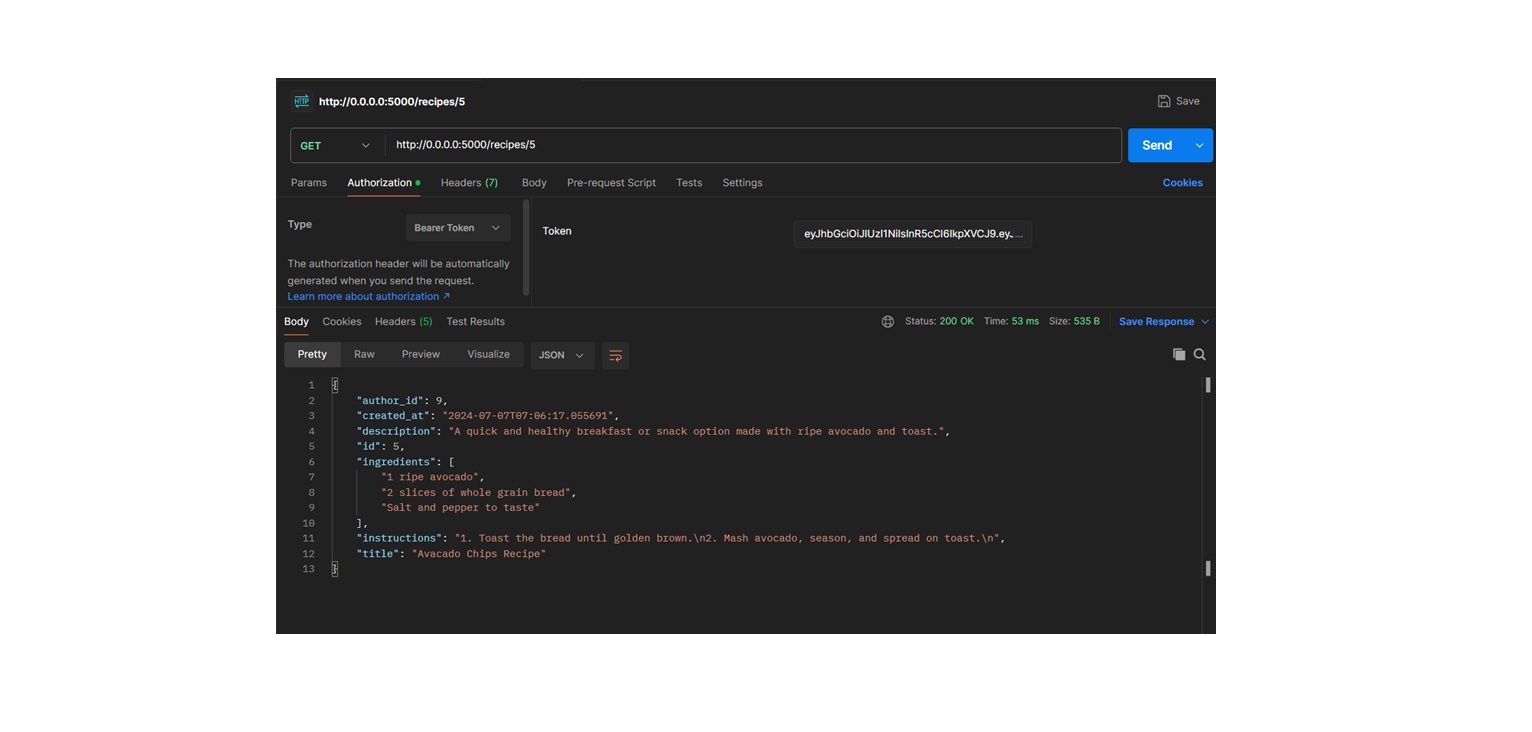 HTTP http://0.0.0.0:5000/recipes/5 Save
GET http://0.0.0.0:5000/recipes/5 Send
Params Authorization Headers (7) Body Pre-request Script Tests Settings Cookies
Type Bearer Token Token eyJhbGciOiJIUzI1NiIsInR5cCI6IkpXVCJ9.eyJ...
The authorization header will be automatically
generated when you send the request.
Learn more about authorization ↗
Body Cookies Headers (5) Test Results Status: 200 OK Time: 53 ms Size: 535 B Save Response
Pretty Raw Preview Visualize JSON
1 {
2 "author_id": 9,
3 "created_at": "2024-07-07T07:06:17.055691",
4 "description": "A quick and healthy breakfast or snack option made with ripe avocado and toast.",
5 "id": 5,
6 "ingredients": [
7 "1 ripe avocado",
8 "2 slices of whole grain bread",
9 "Salt and pepper to taste"
10 ],
11 "instructions": "1. Toast the bread until golden brown.\n2. Mash avocado, season, and spread on toast.\n",
12 "title": "Avacado Chips Recipe"
13 }